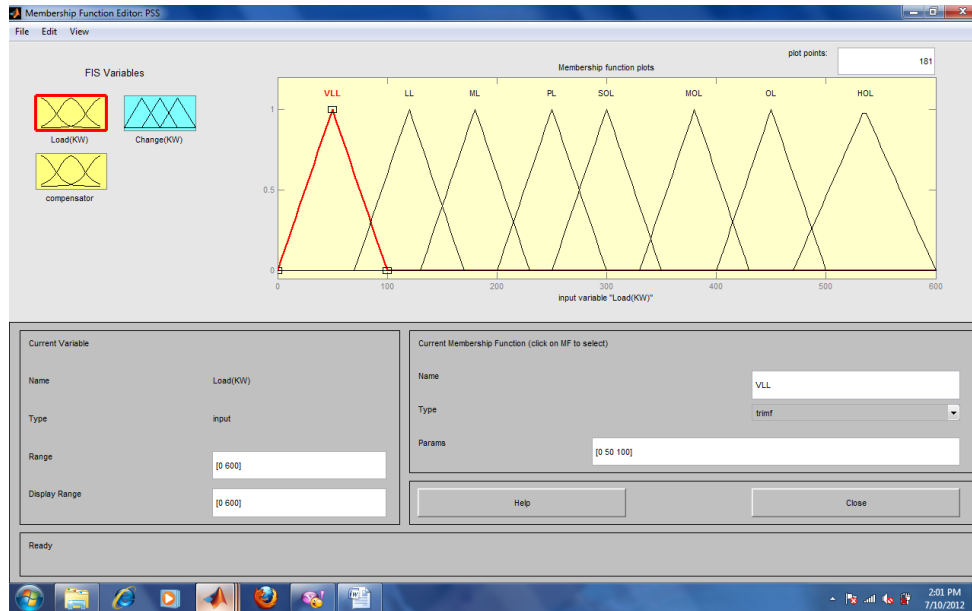 Membership Function Editor: PSS
File Edit View
plot points: 181
FIS Variables
Membership function plots
VLL LL ML PL SOL MOL OL HOL
1
Load(KW) Change(KW)
0.5
compensator
0
0 100 200 300 400 500 600
input variable "Load(KW)"
Current Variable
Current Membership Function (click on MF to select)
Name Load(KW)
Name VLL
Type input
Type trimf
Range [0 600]
Params [0 50 100]
Display Range [0 600]
Help Close
Ready
2:01 PM
7/10/2012